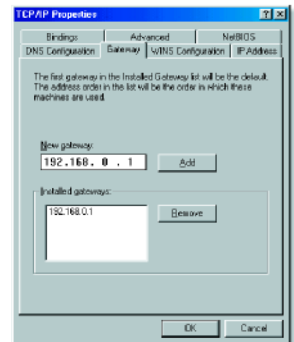 TCP/IP Properties
Bindings Advanced NetBIOS
DNS Configuration Gateway WINS Configuration IP Address
The first gateway in the Installed Gateway list will be the default.
The address order in the list will be the order in which these
machines are used.
New gateway:
192.168. 0 . 1 Add
Installed gateways:
192.168.0.1 Remove
OK Cancel